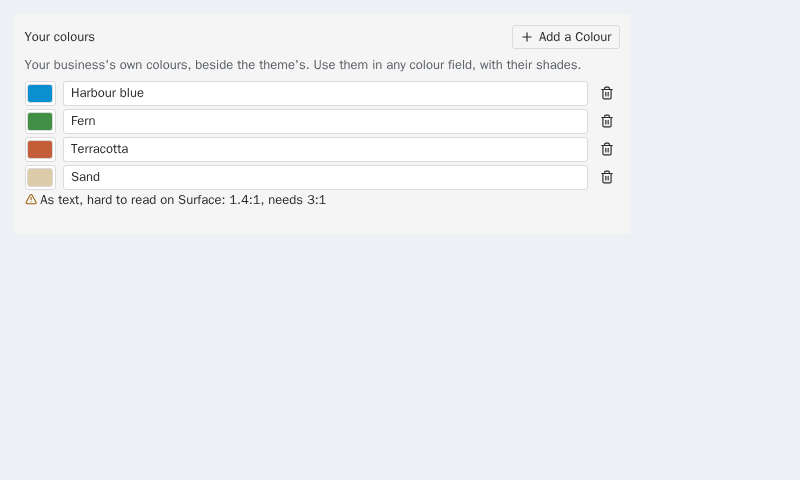 Your colours
Add a Colour
Your business's own colours, beside the theme's. Use them in any colour field, with their shades.
Harbour blue
Fern
Terracotta
Sand
As text, hard to read on Surface: 1.4:1, needs 3:1